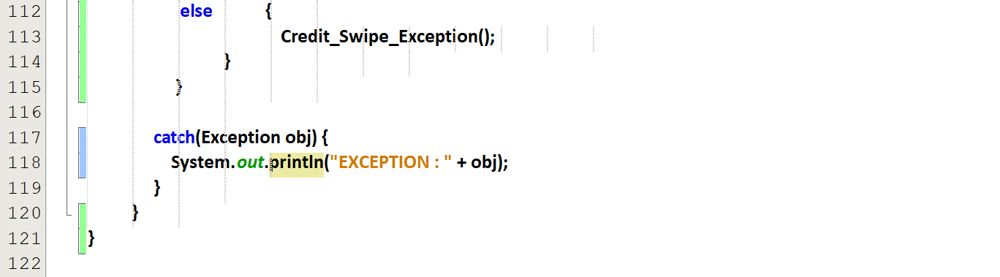 112 else {
113 Credit_Swipe_Exception();
114 }
115 }
116
117 catch(Exception obj) {
118 System.out.println("EXCEPTION : " + obj);
119 }
120 }
121 }
122